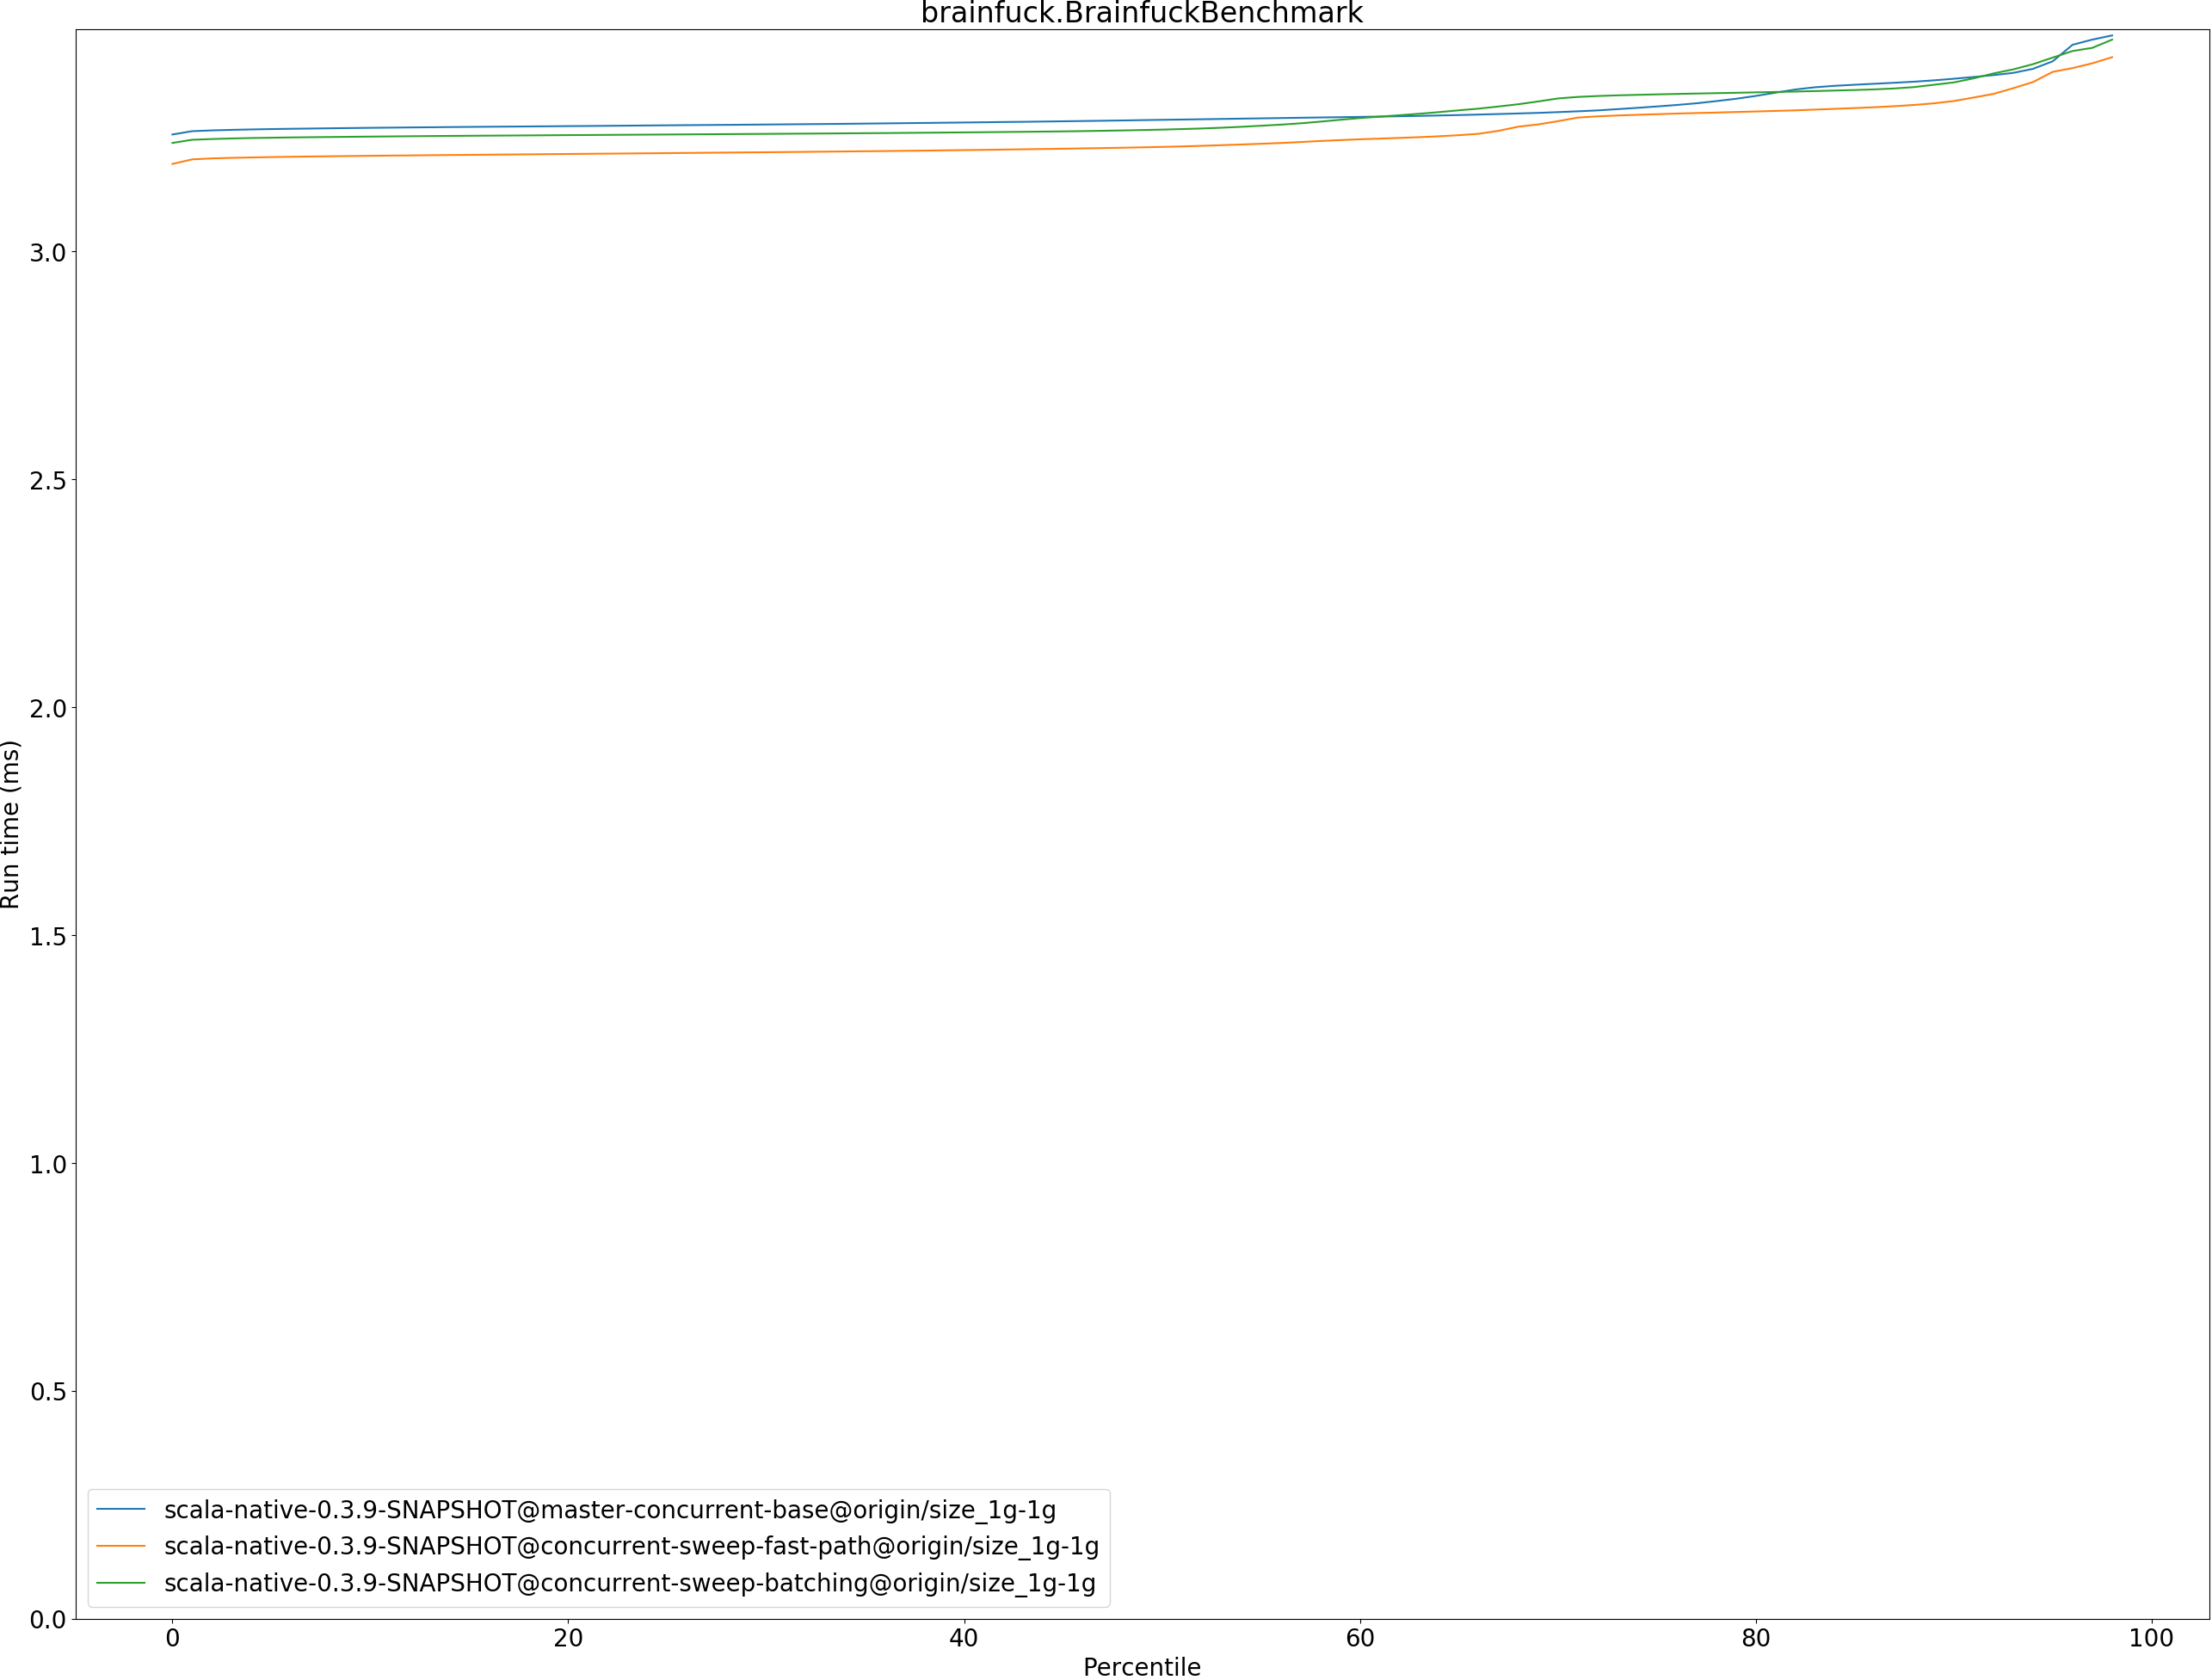 brainfuck.BrainfuckBenchmark
3.0
2.5
2.0
1.5
1.0
0.5
0.0
Run time (ms)
scala-native-0.3.9-SNAPSHOT@master-concurrent-base@origin/size_1g-1g
scala-native-0.3.9-SNAPSHOT@concurrent-sweep-fast-path@origin/size_1g-1g
scala-native-0.3.9-SNAPSHOT@concurrent-sweep-batching@origin/size_1g-1g
0 20 40 60 80 100
Percentile